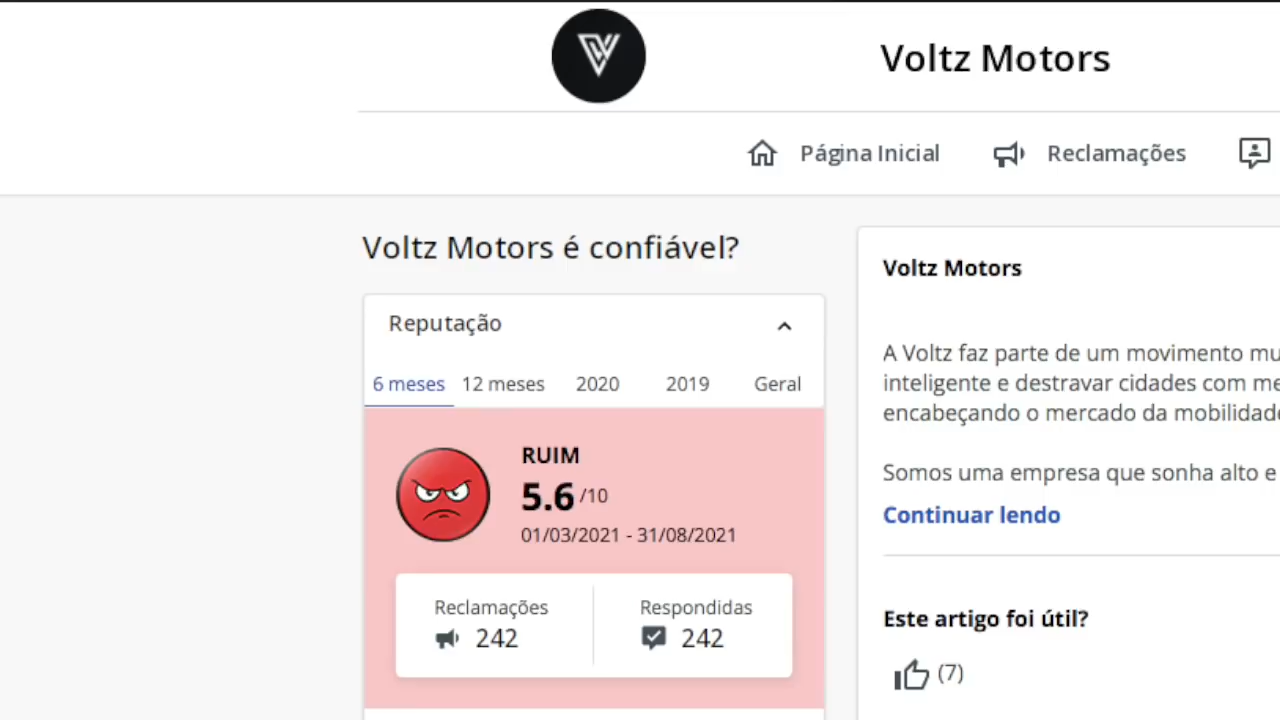 Voltz Motors
Página Inicial
Reclamações
Voltz Motors é confiável?
Reputação
6 meses 12 meses 2020 2019 Geral
RUIM
5.6 /10
01/03/2021 - 31/08/2021
Reclamações
242
Respondidas
242
Voltz Motors
A Voltz faz parte de um movimento mu
inteligente e destravar cidades com me
encabeçando o mercado da mobilidade
Somos uma empresa que sonha alto e
Continuar lendo
Este artigo foi útil?
(7)